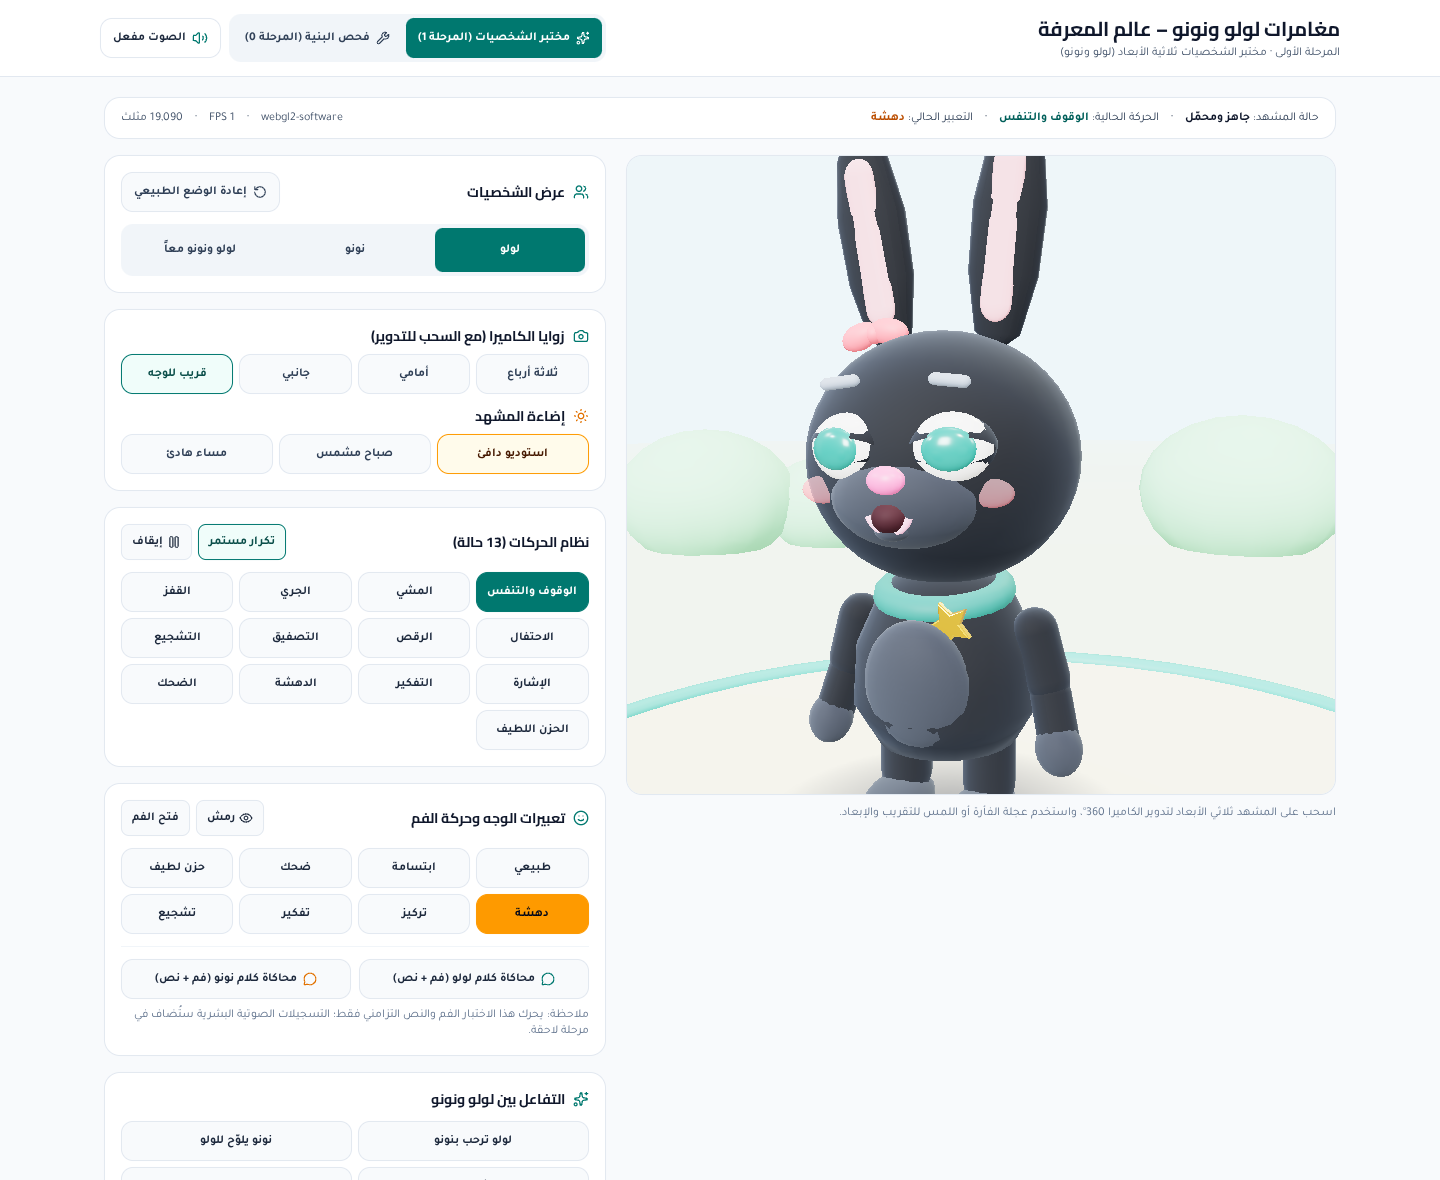 مغامرات لولو ونونو – عالم المعرفة
المرحلة الأولى · مختبر الشخصيات ثلاثية الأبعاد (لولو ونونو)
مختبر الشخصيات (المرحلة 1)
فحص البنية (المرحلة 0)
الصوت مفعل
حالة المشهد: جاهز ومحمّل · الحركة الحالية: الوقوف والتنفس · التعبير الحالي: دهشة
webgl2-software · FPS 1 · 19,090 مثلث
عرض الشخصيات
إعادة الوضع الطبيعي
لولو
نونو
لولو ونونو معاً
زوايا الكاميرا (مع السحب للتدوير)
ثلاثة أرباع
أمامي
جانبي
قريب للوجه
إضاءة المشهد
استوديو دافئ
صباح مشمس
مساء هادئ
نظام الحركات (13 حالة)
تكرار مستمر
إيقاف
الوقوف والتنفس
المشي
الجري
القفز
الاحتفال
الرقص
التصفيق
التشجيع
الإشارة
التفكير
الدهشة
الضحك
الحزن اللطيف
اسحب على المشهد ثلاثي الأبعاد لتدوير الكاميرا 360°، واستخدم عجلة الفأرة أو اللمس للتقريب والإبعاد.
تعبيرات الوجه وحركة الفم
رمش
فتح الفم
طبيعي
ابتسامة
ضحك
حزن لطيف
دهشة
تركيز
تفكير
تشجيع
محاكاة كلام لولو (فم + نص)
محاكاة كلام نونو (فم + نص)
ملاحظة: يحرك هذا الاختبار الفم والنص التزامني فقط؛ التسجيلات الصوتية البشرية ستُضاف في
مرحلة لاحقة.
التفاعل بين لولو ونونو
لولو ترحب بنونو
نونو يلوّح للولو